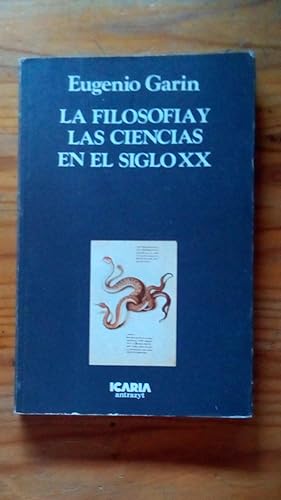 Eugenio Garin
LA FILOSOFIA Y
LAS CIENCIAS
EN EL SIGLO XX
ICARIA
antrazyt